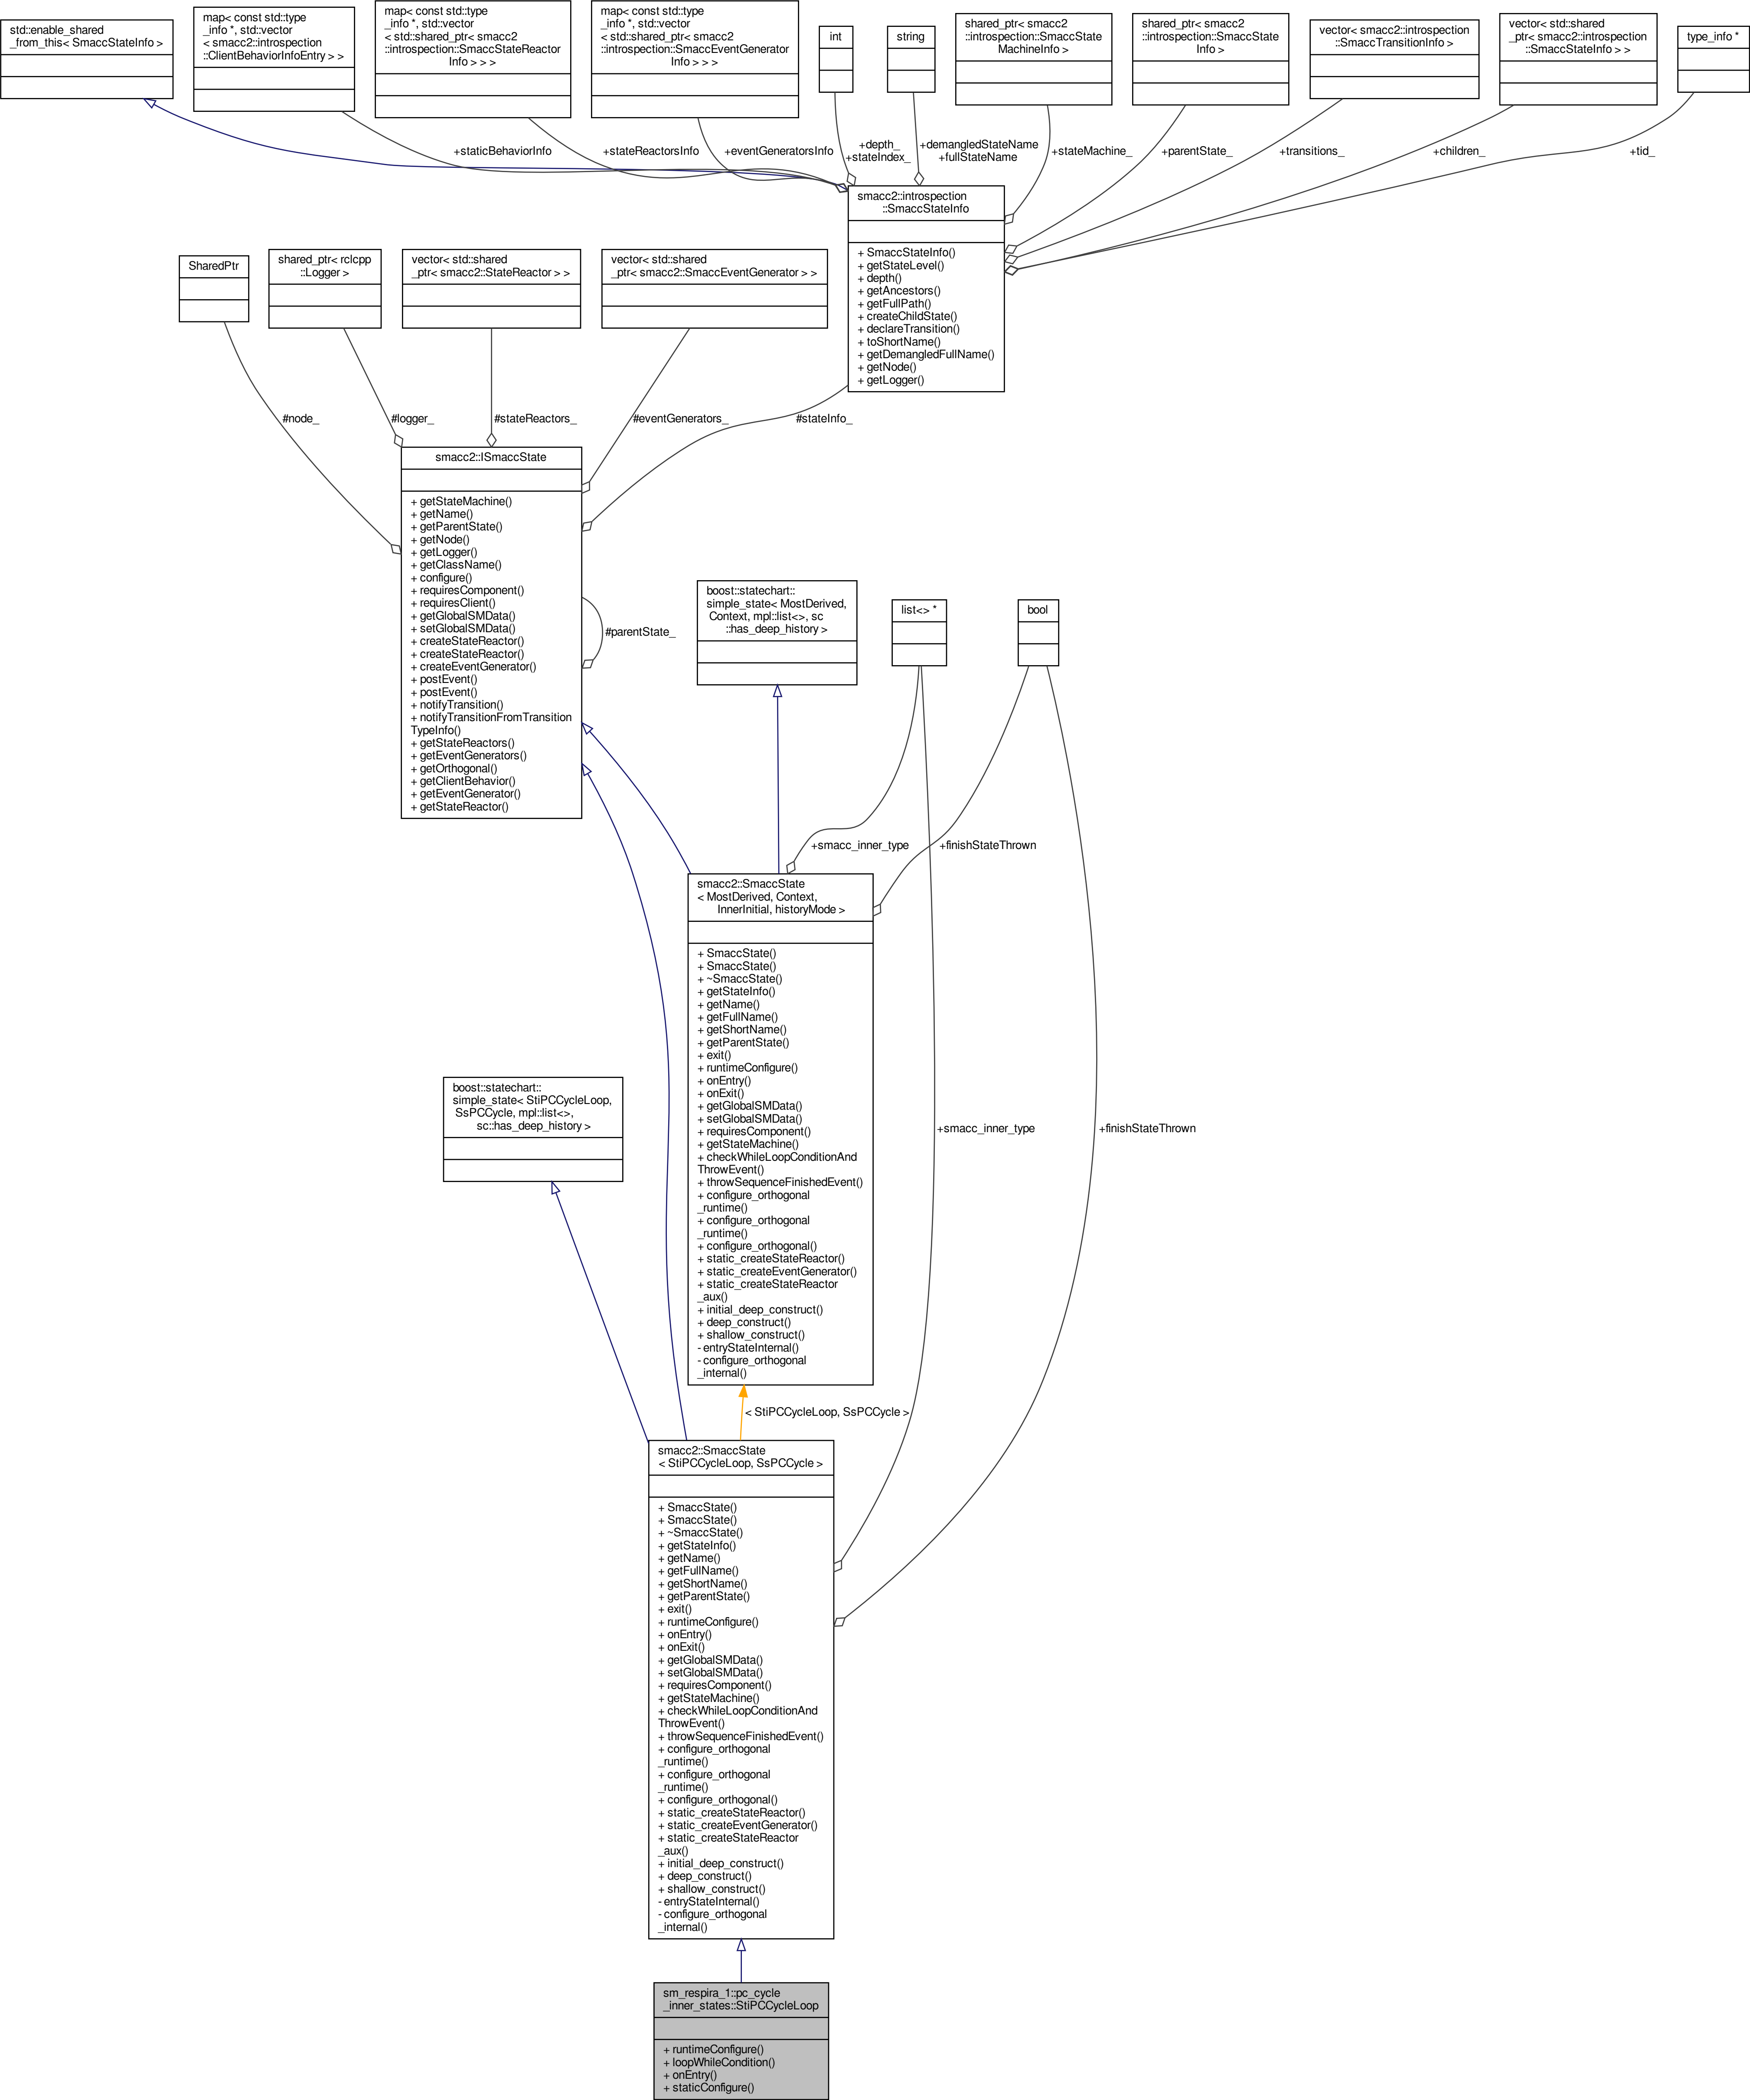 std::enable_shared
_from_this< SmaccStateInfo >
map< const std::type
_info *, std::vector
< smacc2::introspection
::ClientBehaviorInfoEntry > >
map< const std::type
_info *, std::vector
< std::shared_ptr< smacc2
::introspection::SmaccStateReactor
Info > > >
map< const std::type
_info *, std::vector
< std::shared_ptr< smacc2
::introspection::SmaccEventGenerator
Info > > >
int
string
shared_ptr< smacc2
::introspection::SmaccState
MachineInfo >
shared_ptr< smacc2
::introspection::SmaccState
Info >
vector< smacc2::introspection
::SmaccTransitionInfo >
vector< std::shared
_ptr< smacc2::introspection
::SmaccStateInfo > >
type_info *
+staticBehaviorInfo
+stateReactorsInfo
+eventGeneratorsInfo
+depth_
+stateIndex_
+demangledStateName
+fullStateName
+stateMachine_
+parentState_
+transitions_
+children_
+tid_
smacc2::introspection
::SmaccStateInfo
+ SmaccStateInfo()
+ getStateLevel()
+ depth()
+ getAncestors()
+ getFullPath()
+ createChildState()
+ declareTransition()
+ toShortName()
+ getDemangledFullName()
+ getNode()
+ getLogger()
SharedPtr
shared_ptr< rclcpp
::Logger >
vector< std::shared
_ptr< smacc2::StateReactor > >
vector< std::shared
_ptr< smacc2::SmaccEventGenerator > >
#node_
#logger_
#stateReactors_
#eventGenerators_
#stateInfo_
smacc2::ISmaccState
+ getStateMachine()
+ getName()
+ getParentState()
+ getNode()
+ getLogger()
+ getClassName()
+ configure()
+ requiresComponent()
+ requiresClient()
+ getGlobalSMData()
+ setGlobalSMData()
+ createStateReactor()
+ createStateReactor()
+ createEventGenerator()
+ postEvent()
+ postEvent()
+ notifyTransition()
+ notifyTransitionFromTransition
TypeInfo()
+ getStateReactors()
+ getEventGenerators()
+ getOrthogonal()
+ getClientBehavior()
+ getEventGenerator()
+ getStateReactor()
#parentState_
boost::statechart::
simple_state< MostDerived,
Context, mpl::list<>, sc
::has_deep_history >
list<> *
bool
+smacc_inner_type
+finishStateThrown
smacc2::SmaccState
< MostDerived, Context,
InnerInitial, historyMode >
+ SmaccState()
+ SmaccState()
+ ~SmaccState()
+ getStateInfo()
+ getName()
+ getFullName()
+ getShortName()
+ getParentState()
+ exit()
+ runtimeConfigure()
+ onEntry()
+ onExit()
+ getGlobalSMData()
+ setGlobalSMData()
+ requiresComponent()
+ getStateMachine()
+ checkWhileLoopConditionAnd
ThrowEvent()
+ throwSequenceFinishedEvent()
+ configure_orthogonal
_runtime()
+ configure_orthogonal
_runtime()
+ configure_orthogonal()
+ static_createStateReactor()
+ static_createEventGenerator()
+ static_createStateReactor
_aux()
+ initial_deep_construct()
+ deep_construct()
+ shallow_construct()
- entryStateInternal()
- configure_orthogonal
_internal()
boost::statechart::
simple_state< StiPCCycleLoop,
SsPCCycle, mpl::list<>,
sc::has_deep_history >
+smacc_inner_type
+finishStateThrown
< StiPCCycleLoop, SsPCCycle >
smacc2::SmaccState
< StiPCCycleLoop, SsPCCycle >
+ SmaccState()
+ SmaccState()
+ ~SmaccState()
+ getStateInfo()
+ getName()
+ getFullName()
+ getShortName()
+ getParentState()
+ exit()
+ runtimeConfigure()
+ onEntry()
+ onExit()
+ getGlobalSMData()
+ setGlobalSMData()
+ requiresComponent()
+ getStateMachine()
+ checkWhileLoopConditionAnd
ThrowEvent()
+ throwSequenceFinishedEvent()
+ configure_orthogonal
_runtime()
+ configure_orthogonal
_runtime()
+ configure_orthogonal()
+ static_createStateReactor()
+ static_createEventGenerator()
+ static_createStateReactor
_aux()
+ initial_deep_construct()
+ deep_construct()
+ shallow_construct()
- entryStateInternal()
- configure_orthogonal
_internal()
sm_respira_1::pc_cycle
_inner_states::StiPCCycleLoop
+ runtimeConfigure()
+ loopWhileCondition()
+ onEntry()
+ staticConfigure()